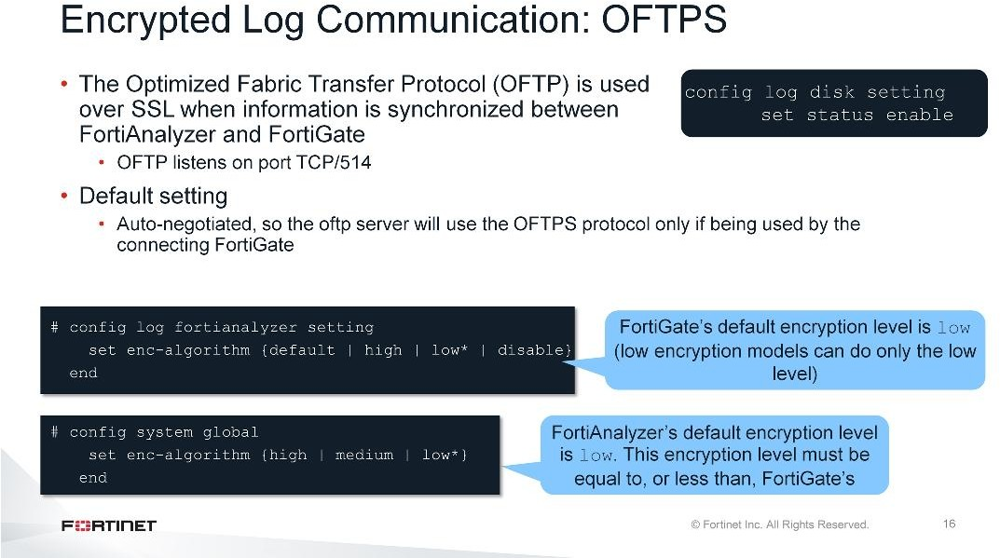 Encrypted Log Communication: OFTPS
• The Optimized Fabric Transfer Protocol (OFTP) is used
over SSL when information is synchronized between
FortiAnalyzer and FortiGate
• OFTP listens on port TCP/514
• Default setting
• Auto-negotiated, so the oftp server will use the OFTPS protocol only if being used by the
connecting FortiGate
config log disk setting
set status enable
# config log fortianalyzer setting
set enc-algorithm {default | high | low* | disable}
end
FortiGate's default encryption level is low
(low encryption models can do only the low
level)
# config system global
set enc-algorithm {high | medium | low*}
end
FortiAnalyzer's default encryption level
is low. This encryption level must be
equal to, or less than, FortiGate's
FORTINET
© Fortinet Inc. All Rights Reserved.
16